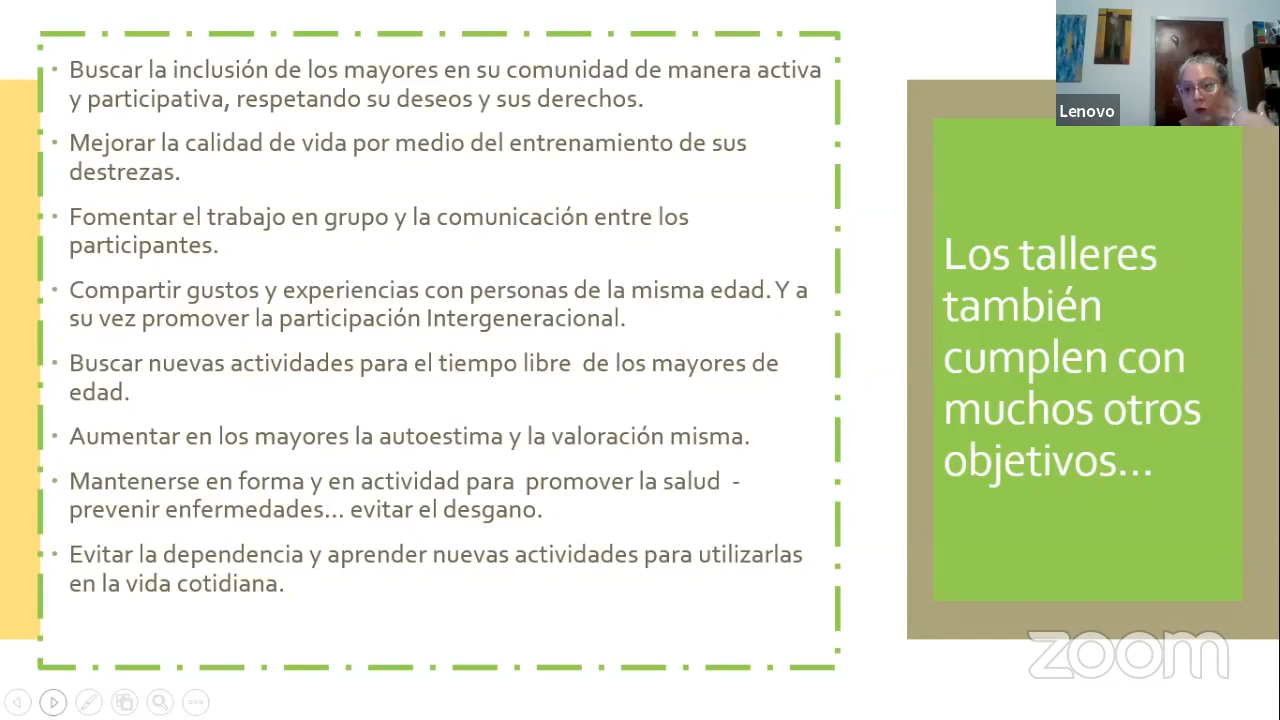 Buscar la inclusión de los mayores en su comunidad de manera activa
y participativa, respetando su deseos y sus derechos.
Mejorar la calidad de vida por medio del entrenamiento de sus
destrezas.
Fomentar el trabajo en grupo y la comunicación entre los
participantes.
Compartir gustos y experiencias con personas de la misma edad. Y a
su vez promover la participación Intergeneracional.
Buscar nuevas actividades para el tiempo libre de los mayores de
edad.
Aumentar en los mayores la autoestima y la valoración misma.
Mantenerse en forma y en actividad para promover la salud -
prevenir enfermedades... evitar el desgano.
Evitar la dependencia y aprender nuevas actividades para utilizarlas
en la vida cotidiana.
Lenovo
Los talleres
también
cumplen con
muchos otros
objetivos...
zoom